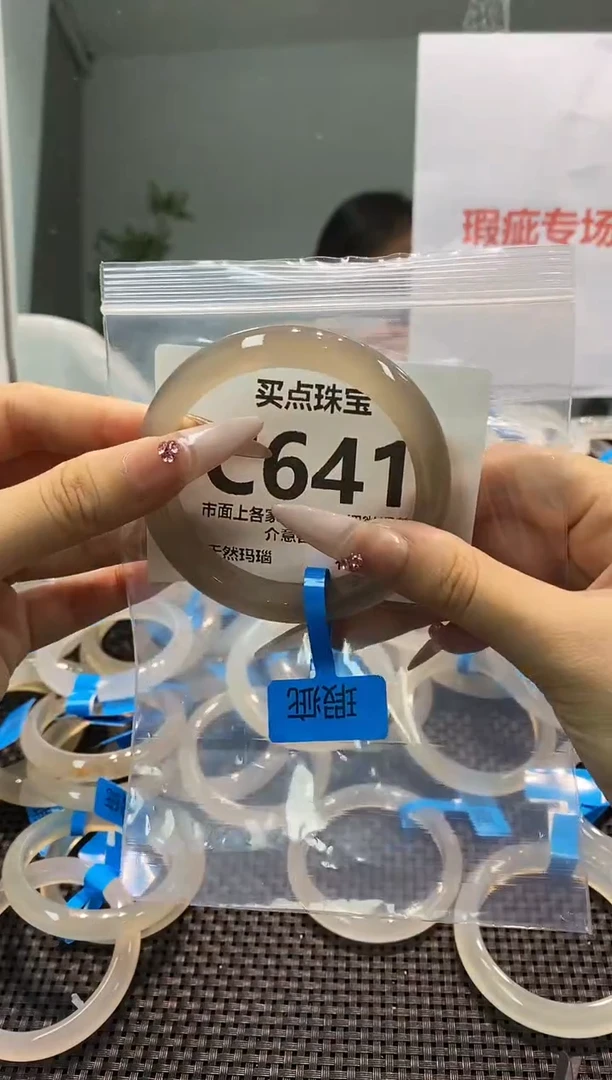 瑕疵专场
买点珠宝
C641
市面上各家
介意
天然玛瑙
瑕疵